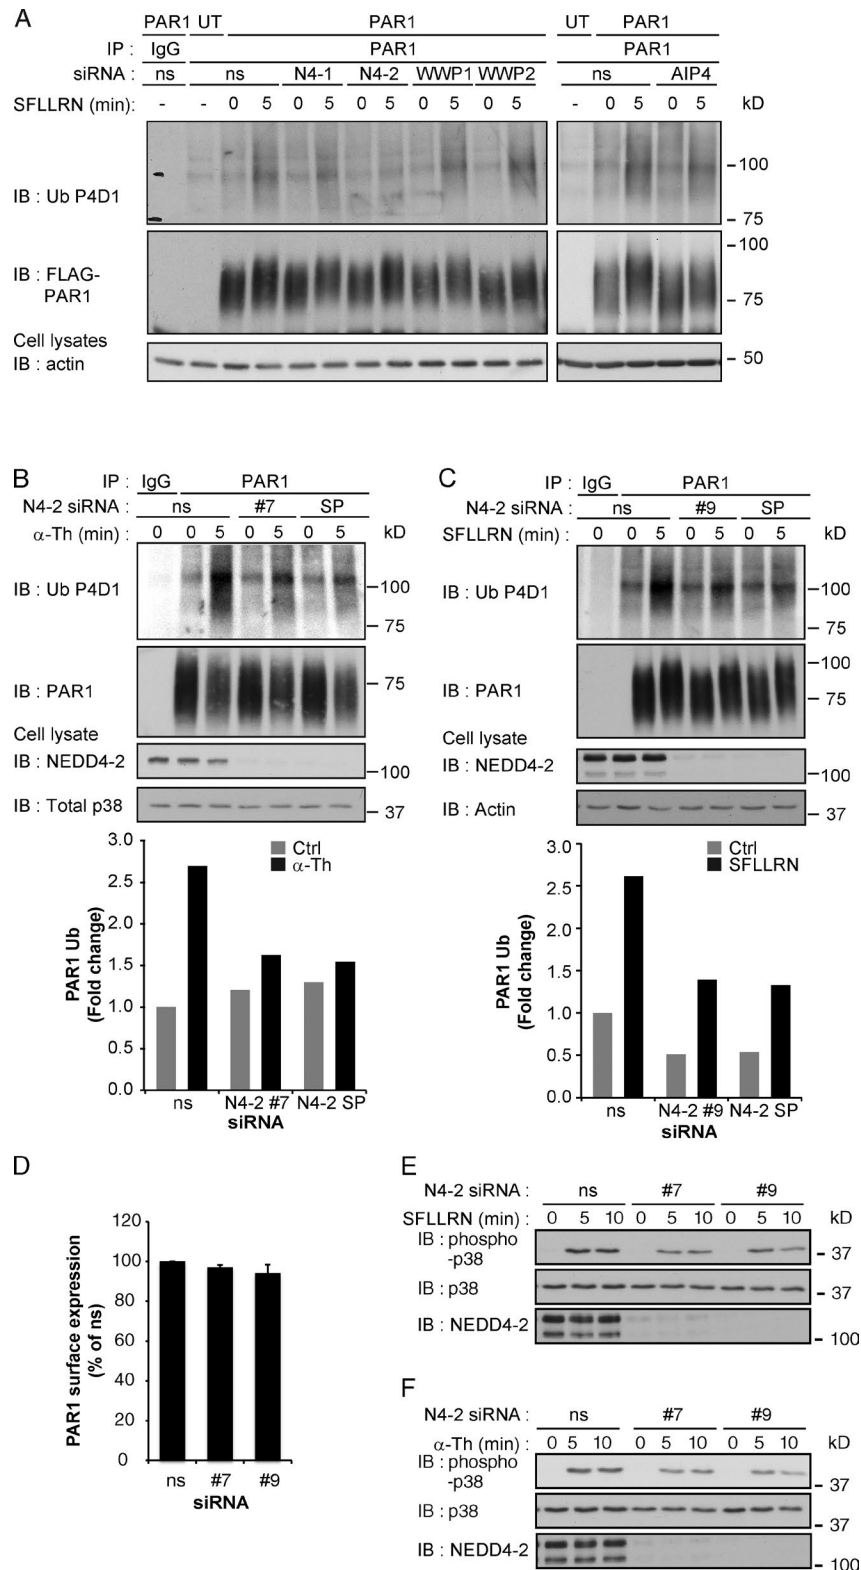 A
PAR1 UT PAR1 UT PAR1
IP : IgG PAR1 PAR1
siRNA : ns ns N4-1 N4-2 WWP1 WWP2 ns AIP4
SFLLRN (min): - - 0 5 0 5 0 5 0 5 0 5 - 0 5 0 5 kD
IB : Ub P4D1
100
75
IB : FLAG-
PAR1
100
75
Cell lysates
IB : actin
50
B
IP : IgG PAR1
N4-2 siRNA : ns #7 SP
α-Th (min) : 0 0 5 0 5 0 5 kD
IB : Ub P4D1
100
75
IB : PAR1
75
Cell lysate
IB : NEDD4-2
100
IB : Total p38
37
3.0
2.5
2.0
1.5
1.0
0.5
0.0
PAR1 Ub
(Fold change)
Ctrl
α-Th
ns N4-2 #7 N4-2 SP
siRNA
C
IP : IgG PAR1
N4-2 siRNA : ns #9 SP
SFLLRN (min) : 0 0 5 0 5 0 5 kD
IB : Ub P4D1
100
75
IB : PAR1
100
75
Cell lysate
IB : NEDD4-2
100
IB : Actin
37
3.0
2.5
2.0
1.5
1.0
0.5
0.0
PAR1 Ub
(Fold change)
Ctrl
SFLLRN
ns N4-2 #9 N4-2 SP
siRNA
D
120
100
80
60
40
20
0
PAR1 surface expression
(% of ns)
ns #7 #9
siRNA
E
N4-2 siRNA : ns #7 #9
SFLLRN (min) : 0 5 10 0 5 10 0 5 10 kD
IB : phospho
-p38
37
IB : p38
37
IB : NEDD4-2
100
F
N4-2 siRNA : ns #7 #9
α-Th (min) : 0 5 10 0 5 10 0 5 10 kD
IB : phospho
-p38
37
IB : p38
37
IB : NEDD4-2
100